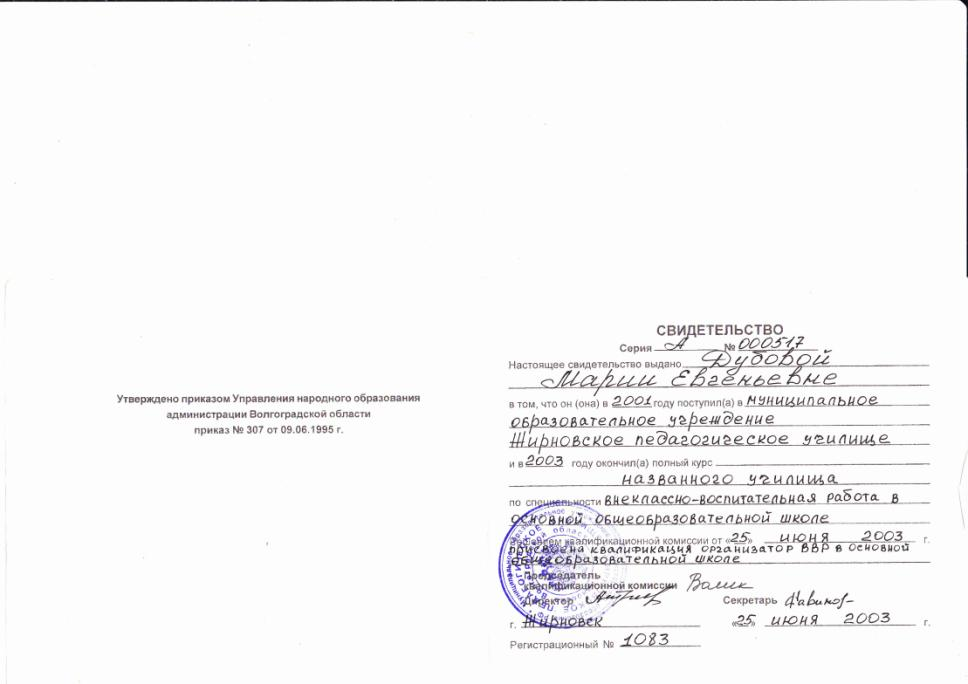 Утверждено приказом Управления народного образования
администрации Волгоградской области
приказ № 307 от 09.06.1995 г.
СВИДЕТЕЛЬСТВО
Серия А № 000517
Настоящее свидетельство выдано Дубовой
Марии Евгеньевне
в том, что он (она) в 2001 году поступил(а) в муниципальное
образовательное учреждение
Жирновское педагогическое училище
и в 2003 году окончил(а) полный курс
названного училища
по специальности внеклассно-воспитательная работа в
основной общеобразовательной школе
Решением квалификационной комиссии от «25» июня 2003 г.
присвоена квалификация организатор ВВР в основной
общеобразовательной школе
Председатель
квалификационной комиссии
Директор Секретарь
г. Жирновск «25» июня 2003 г.
Регистрационный № 1083